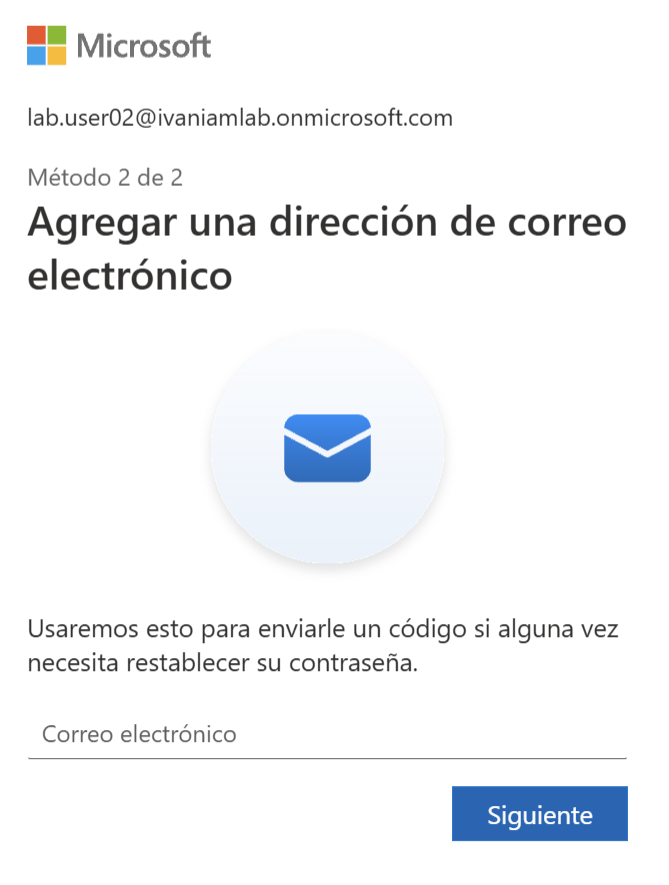 Microsoft
lab.user02@ivaniamlab.onmicrosoft.com
Método 2 de 2
Agregar una dirección de correo
electrónico
Usaremos esto para enviarle un código si alguna vez
necesita restablecer su contraseña.
Correo electrónico
Siguiente